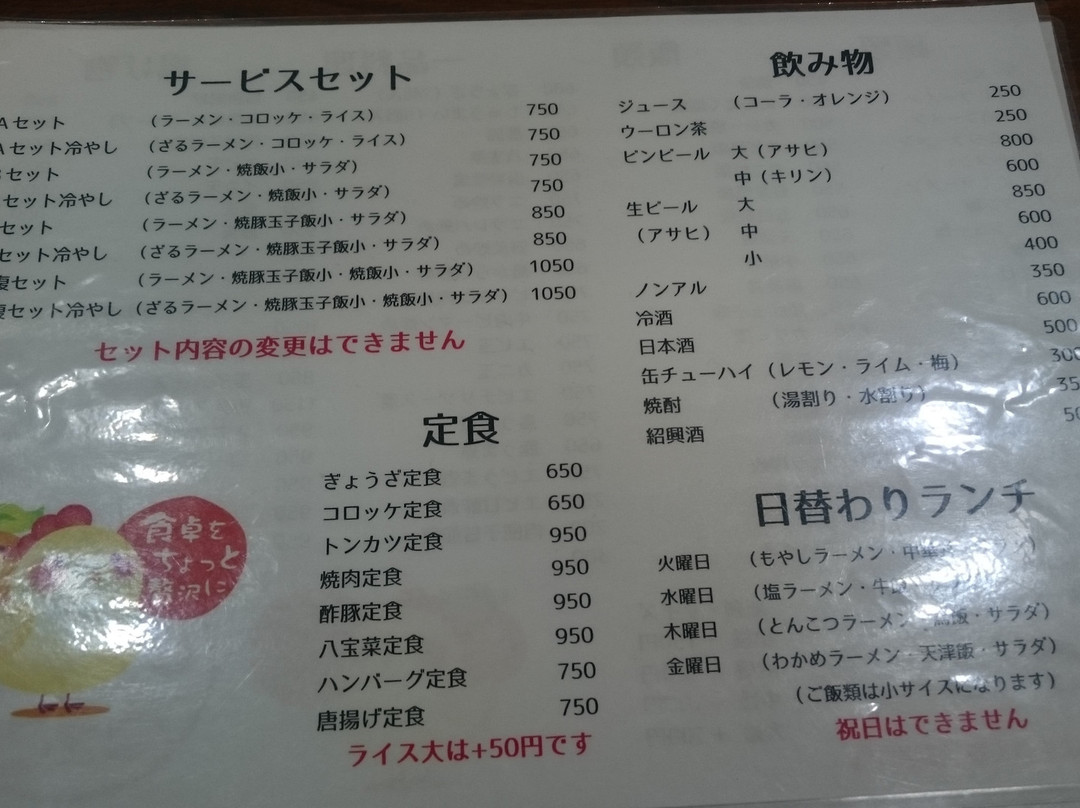 サービスセット
Aセット （ラーメン・コロッケ・ライス） 750
Aセット冷やし （ざるラーメン・コロッケ・ライス） 750
セット （ラーメン・焼飯小・サラダ） 750
セット冷やし （ざるラーメン・焼飯小・サラダ） 750
セット （ラーメン・焼豚玉子飯小・サラダ） 850
セット冷やし （ざるラーメン・焼豚玉子飯小・サラダ） 850
セット （ラーメン・焼豚玉子飯小・焼飯小・サラダ） 1050
セット冷やし （ざるラーメン・焼豚玉子飯小・焼飯小・サラダ） 1050
セット内容の変更はできません
定食
ぎょうざ定食 650
コロッケ定食 650
トンカツ定食 950
焼肉定食 950
酢豚定食 950
八宝菜定食 950
ハンバーグ定食 750
唐揚げ定食 750
ライス大は+50円です
食卓を
ちょっと
贅沢に
飲み物
ジュース （コーラ・オレンジ） 250
ウーロン茶 250
ビンビール 大（アサヒ） 800
中（キリン） 600
生ビール 大 850
（アサヒ） 中 600
小 400
ノンアル 350
冷酒 600
日本酒 500
缶チューハイ（レモン・ライム・梅） 300
焼酎 （湯割り・水割り）
紹興酒
日替わりランチ
火曜日 （もやしラーメン・
水曜日 （塩ラーメン・
木曜日 （とんこつラーメン・ ・サラダ）
金曜日 （わかめラーメン・天津飯・サラダ）
（ご飯類は小サイズになります）
祝日はできません